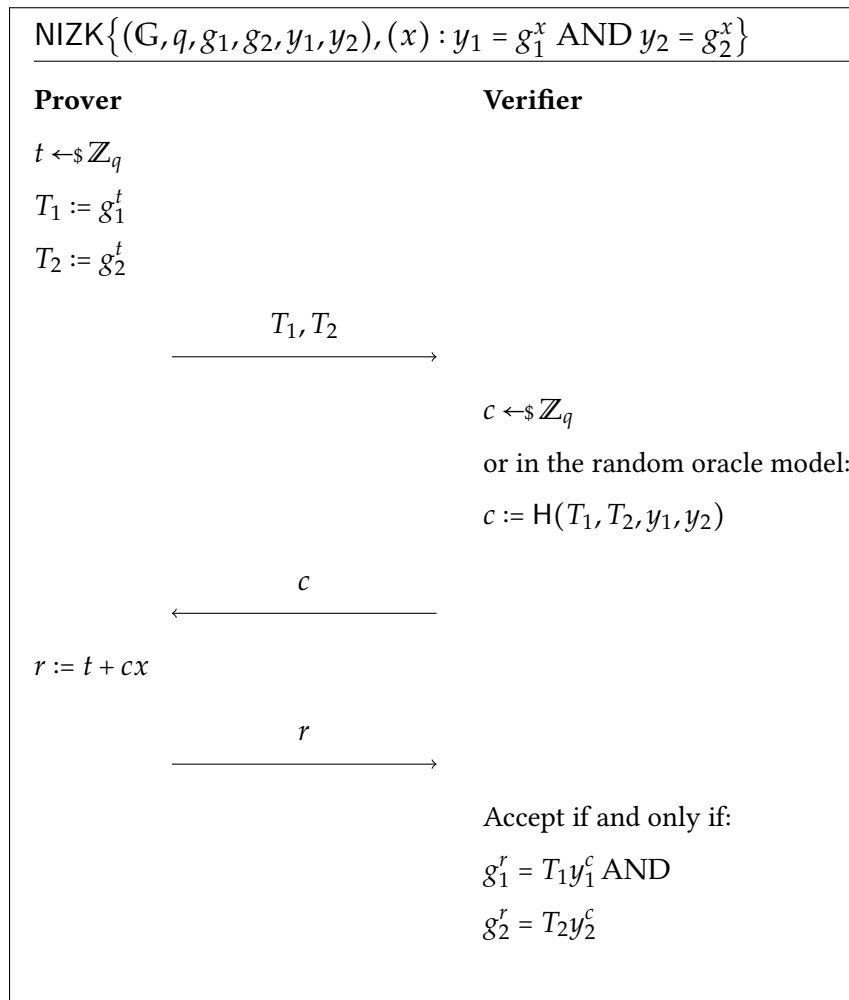 NIZK{(𝔾, q, g₁, g₂, y₁, y₂), (x) : y₁ = g₁ˣ AND y₂ = g₂ˣ}
Prover Verifier
t ←$ ℤ_q
T₁ := g₁ᵗ
T₂ := g₂ᵗ
T₁, T₂
c ←$ ℤ_q
or in the random oracle model:
c := H(T₁, T₂, y₁, y₂)
c
r := t + cx
r
Accept if and only if:
g₁ʳ = T₁y₁ᶜ AND
g₂ʳ = T₂y₂ᶜ